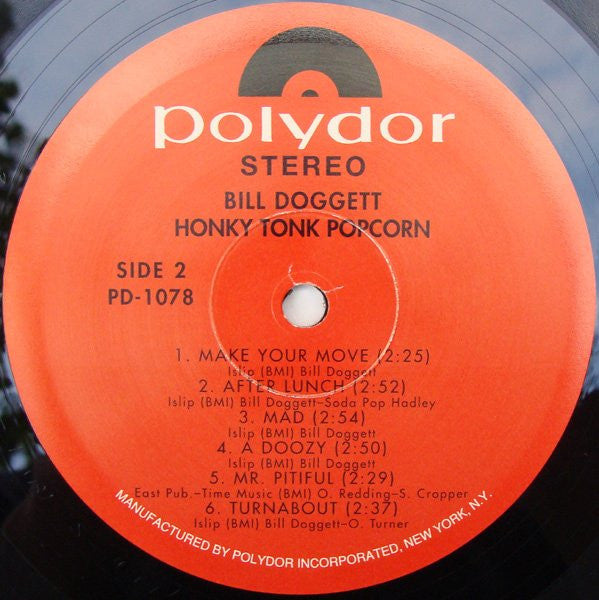 polydor
STEREO
BILL DOGGETT
HONKY TONK POPCORN
SIDE 2
PD-1078
1. MAKE YOUR MOVE (2:25)
Islip (BMI) Bill Doggett
2. AFTER LUNCH (2:52)
Islip (BMI) Bill Doggett–Soda Pop Hadley
3. MAD (2:54)
Islip (BMI) Bill Doggett
4. A DOOZY (2:50)
Islip (BMI) Bill Doggett
5. MR. PITIFUL (2:29)
East Pub.–Time Music (BMI) O. Redding–S. Cropper
6. TURNABOUT (2:37)
Islip (BMI) Bill Doggett–O. Turner
MANUFACTURED BY POLYDOR INCORPORATED, NEW YORK, N.Y.